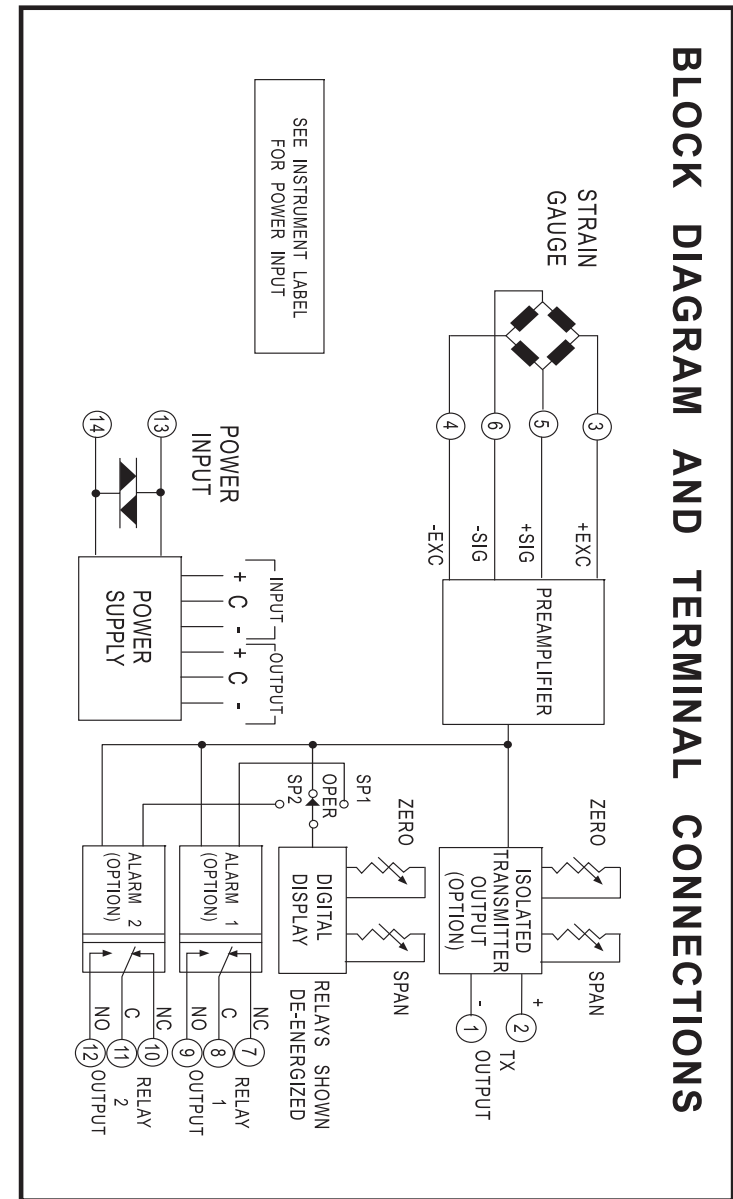 BLOCK DIAGRAM AND TERMINAL CONNECTIONS
STRAIN
GAUGE
3
5
6
4
+EXC
+SIG
-SIG
-EXC
PREAMPLIFIER
ZERO
SPAN
ISOLATED
TRANSMITTER
OUTPUT
(OPTION)
+
-
2
1
TX
OUTPUT
ZERO
SPAN
SP1
OPER
SP2
DIGITAL
DISPLAY
RELAYS SHOWN
DE-ENERGIZED
ALARM 1
(OPTION)
NC
C
NO
7
8
9
RELAY
1
OUTPUT
ALARM 2
(OPTION)
NC
C
NO
10
11
12
RELAY
2
OUTPUT
SEE INSTRUMENT LABEL
FOR POWER INPUT
POWER
INPUT
13
14
POWER
SUPPLY
INPUT
+ C -
OUTPUT
+ C -